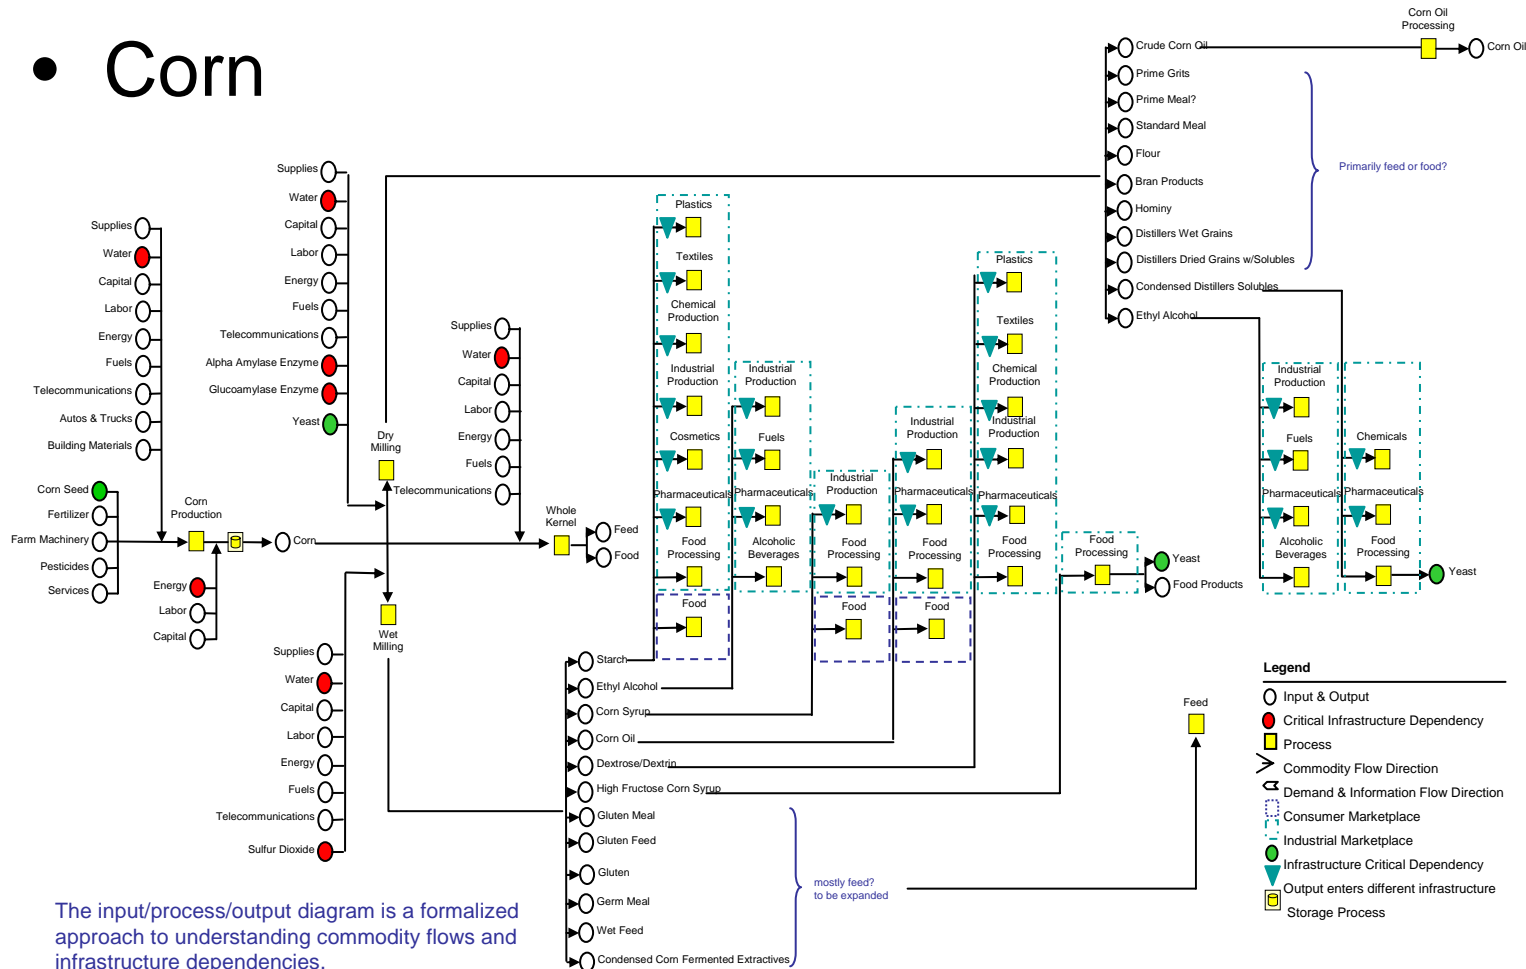 • Corn
Corn Oil
Processing
Crude Corn Oil
Corn Oil
Prime Grits
Prime Meal?
Standard Meal
Flour
Primarily feed or food?
Bran Products
Hominy
Distillers Wet Grains
Distillers Dried Grains w/Solubles
Condensed Distillers Solubles
Ethyl Alcohol
Supplies
Water
Capital
Labor
Energy
Fuels
Telecommunications
Autos & Trucks
Building Materials
Corn Seed
Fertilizer
Farm Machinery
Pesticides
Services
Corn
Production
Energy
Labor
Capital
Corn
Supplies
Water
Capital
Labor
Energy
Fuels
Telecommunications
Alpha Amylase Enzyme
Glucoamylase Enzyme
Yeast
Dry
Milling
Wet
Milling
Supplies
Water
Capital
Labor
Energy
Fuels
Telecommunications
Sulfur Dioxide
Supplies
Water
Capital
Labor
Energy
Fuels
Telecommunications
Whole
Kernel
Feed
Food
Plastics
Textiles
Chemical
Production
Industrial
Production
Cosmetics
Pharmaceuticals
Food
Processing
Food
Industrial
Production
Fuels
Pharmaceuticals
Alcoholic
Beverages
Industrial
Production
Food
Processing
Food
Industrial
Production
Pharmaceuticals
Food
Processing
Food
Plastics
Textiles
Chemical
Production
Industrial
Production
Pharmaceuticals
Food
Processing
Food
Processing
Yeast
Food Products
Industrial
Production
Fuels
Pharmaceuticals
Alcoholic
Beverages
Chemicals
Pharmaceuticals
Food
Processing
Yeast
Starch
Ethyl Alcohol
Corn Syrup
Corn Oil
Dextrose/Dextrin
High Fructose Corn Syrup
Gluten Meal
Gluten Feed
Gluten
Germ Meal
Wet Feed
Condensed Corn Fermented Extractives
mostly feed?
to be expanded
Feed
Legend
Input & Output
Critical Infrastructure Dependency
Process
Commodity Flow Direction
Demand & Information Flow Direction
Consumer Marketplace
Industrial Marketplace
Infrastructure Critical Dependency
Output enters different infrastructure
Storage Process
The input/process/output diagram is a formalized
approach to understanding commodity flows and
infrastructure dependencies.